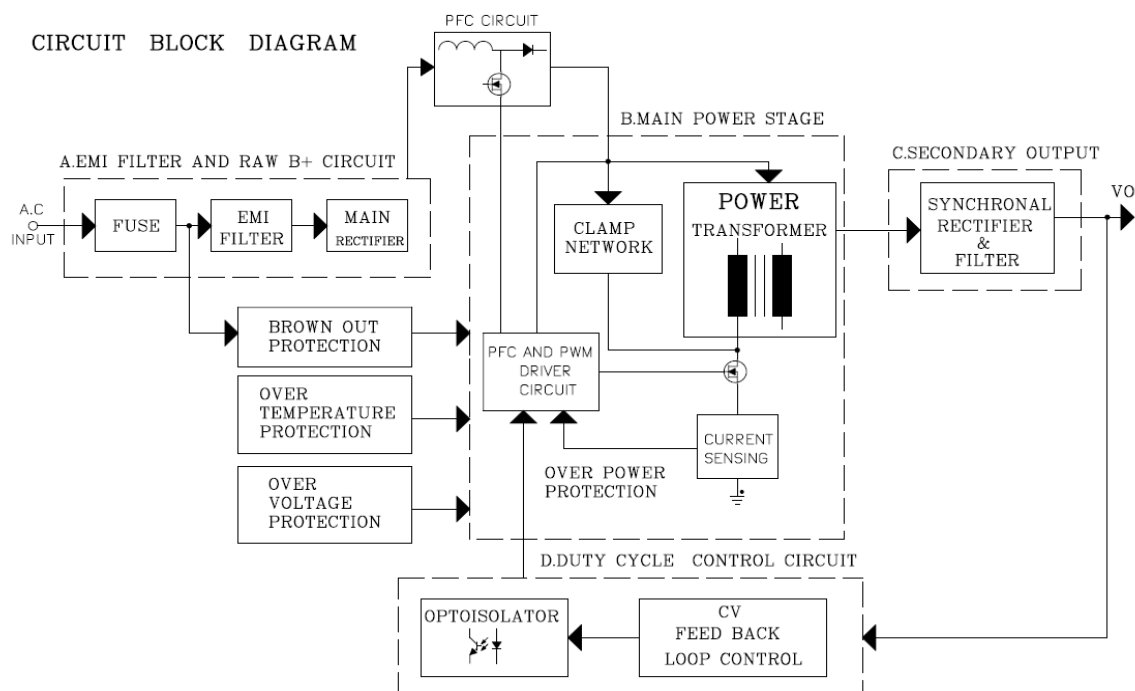 CIRCUIT BLOCK DIAGRAM
PFC CIRCUIT
B.MAIN POWER STAGE
A.EMI FILTER AND RAW B+ CIRCUIT
C.SECONDARY OUTPUT
A.C
INPUT
FUSE
EMI
FILTER
MAIN
RECTIFIER
CLAMP
NETWORK
POWER
TRANSFORMER
SYNCHRONAL
RECTIFIER
&
FILTER
VO
BROWN OUT
PROTECTION
PFC AND PWM
DRIVER
CIRCUIT
OVER
TEMPERATURE
PROTECTION
CURRENT
SENSING
OVER POWER
PROTECTION
OVER
VOLTAGE
PROTECTION
D.DUTY CYCLE CONTROL CIRCUIT
OPTOISOLATOR
CV
FEED BACK
LOOP CONTROL